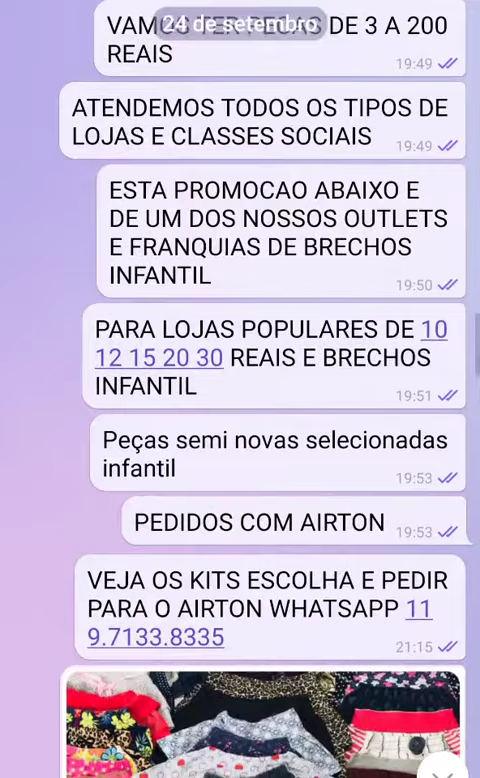 24 de setembro
VAMOS TER PECAS DE 3 A 200
REAIS
19:49
ATENDEMOS TODOS OS TIPOS DE
LOJAS E CLASSES SOCIAIS
19:49
ESTA PROMOCAO ABAIXO E
DE UM DOS NOSSOS OUTLETS
E FRANQUIAS DE BRECHOS
INFANTIL
19:50
PARA LOJAS POPULARES DE 10
12 15 20 30 REAIS E BRECHOS
INFANTIL
19:51
Peças semi novas selecionadas
infantil
19:53
PEDIDOS COM AIRTON
19:53
VEJA OS KITS ESCOLHA E PEDIR
PARA O AIRTON WHATSAPP 11
9.7133.8335
21:15